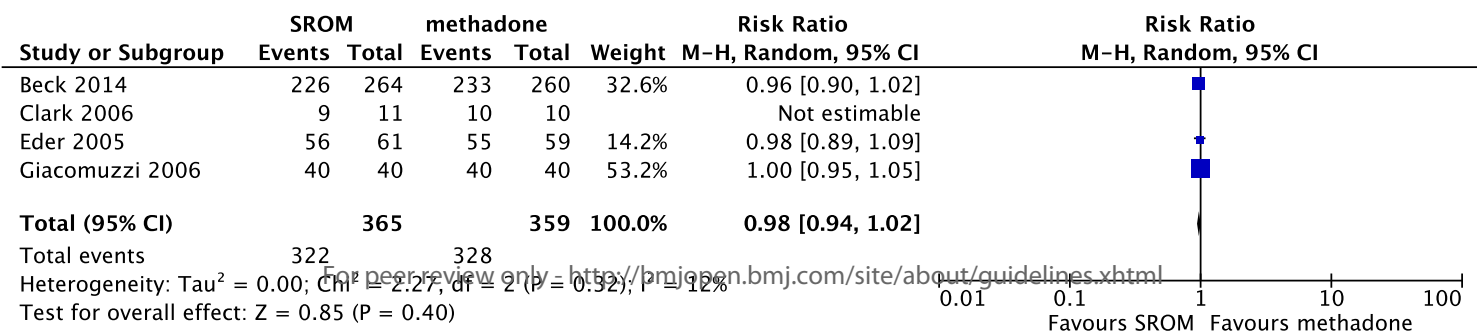 SROM methadone Risk Ratio Risk Ratio
Study or Subgroup Events Total Events Total Weight M-H, Random, 95% CI M-H, Random, 95% CI
Beck 2014 226 264 233 260 32.6% 0.96 [0.90, 1.02]
Clark 2006 9 11 10 10 Not estimable
Eder 2005 56 61 55 59 14.2% 0.98 [0.89, 1.09]
Giacomuzzi 2006 40 40 40 40 53.2% 1.00 [0.95, 1.05]
Total (95% CI) 365 359 100.0% 0.98 [0.94, 1.02]
Total events 322 328
Heterogeneity: Tau² = 0.00; Chi² = 2.27, df = 2 (P = 0.32); I² = 12%
For peer review only - http://bmjopen.bmj.com/site/about/guidelines.xhtml
Test for overall effect: Z = 0.85 (P = 0.40)
0.01 0.1 1 10 100
Favours SROM Favours methadone